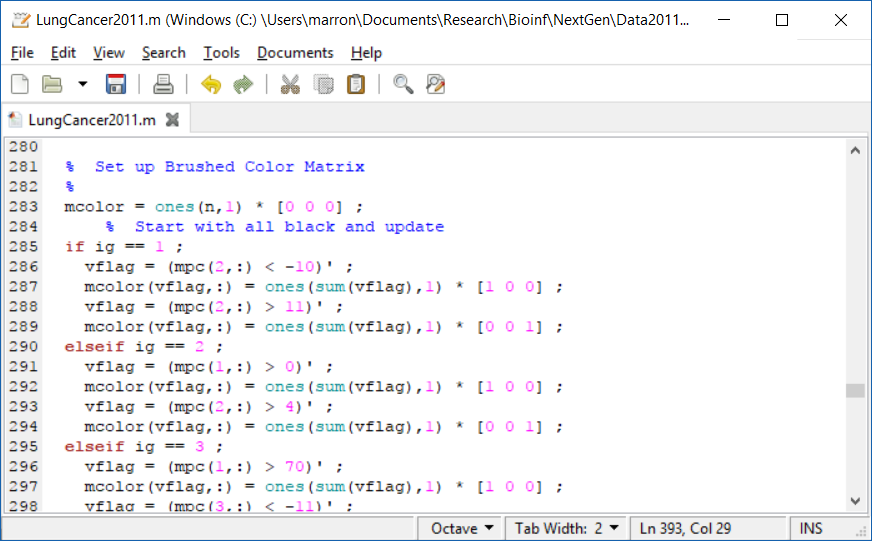 LungCancer2011.m (Windows (C:) \Users\marron\Documents\Research\Bioinf\NextGen\Data2011...
File Edit View Search Tools Documents Help
LungCancer2011.m
280
281 % Set up Brushed Color Matrix
282 %
283 mcolor = ones(n,1) * [0 0 0] ;
284 % Start with all black and update
285 if ig == 1 ;
286 vflag = (mpc(2,:) < -10)' ;
287 mcolor(vflag,:) = ones(sum(vflag),1) * [1 0 0] ;
288 vflag = (mpc(2,:) > 11)' ;
289 mcolor(vflag,:) = ones(sum(vflag),1) * [0 0 1] ;
290 elseif ig == 2 ;
291 vflag = (mpc(1,:) > 0)' ;
292 mcolor(vflag,:) = ones(sum(vflag),1) * [1 0 0] ;
293 vflag = (mpc(2,:) > 4)' ;
294 mcolor(vflag,:) = ones(sum(vflag),1) * [0 0 1] ;
295 elseif ig == 3 ;
296 vflag = (mpc(1,:) > 70)' ;
297 mcolor(vflag,:) = ones(sum(vflag),1) * [1 0 0] ;
298 vflag = (mpc(3,:) < -11)' ;
Octave Tab Width: 2 Ln 393, Col 29 INS